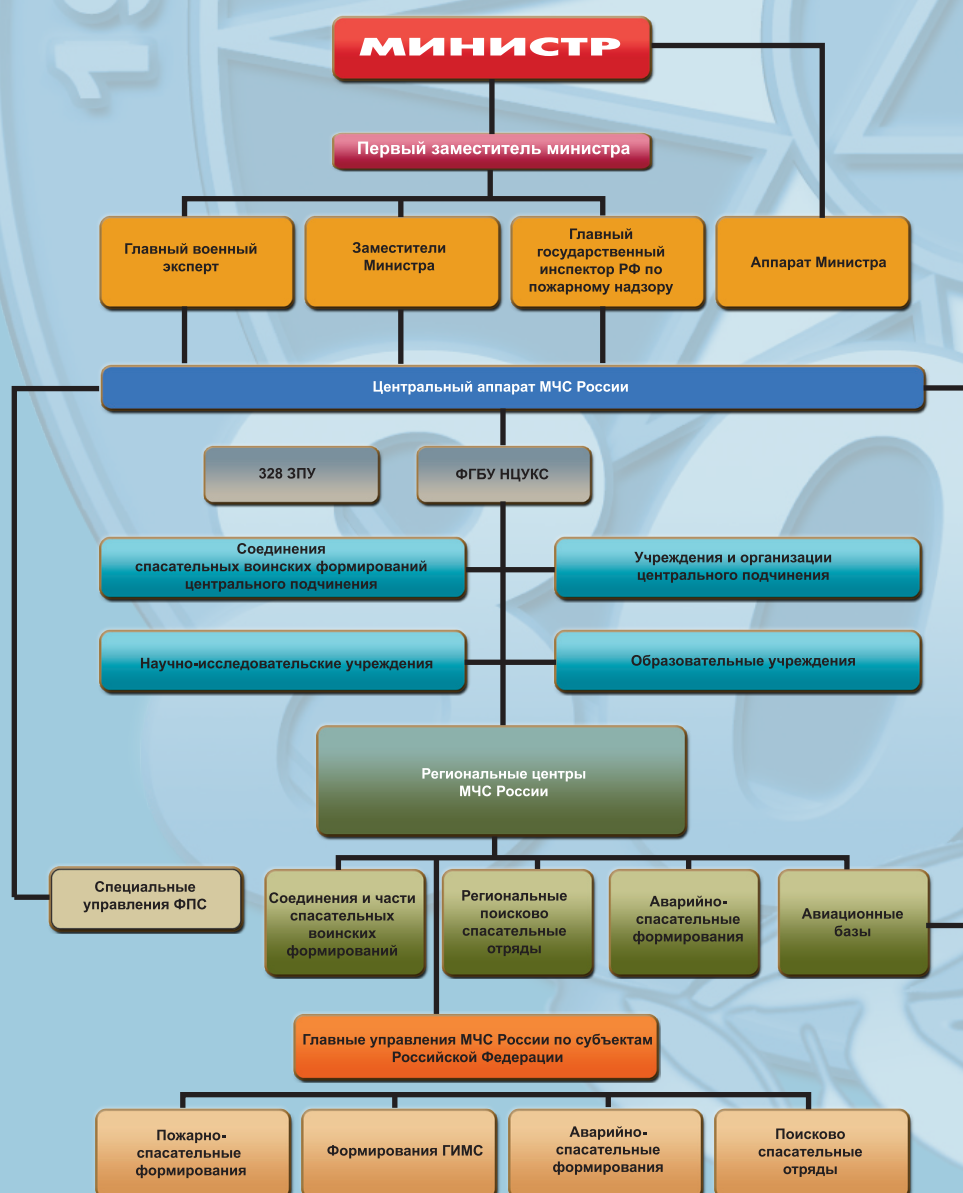 МИНИСТР
Первый заместитель министра
Главный военный
эксперт
Заместители
Министра
Главный
государственный
инспектор РФ по
пожарному надзору
Аппарат Министра
Центральный аппарат МЧС России
328 ЗПУ
ФГБУ НЦУКС
Соединения
спасательных воинских формирований
центрального подчинения
Учреждения и организации
центрального подчинения
Научно-исследовательские учреждения
Образовательные учреждения
Региональные центры
МЧС России
Специальные
управления ФПС
Соединения и части
спасательных
воинских
формирований
Региональные
поисково
спасательные
отряды
Аварийно-
спасательные
формирования
Авиационные
базы
Главные управления МЧС России по субъектам
Российской Федерации
Пожарно-
спасательные
формирования
Формирования ГИМС
Аварийно-
спасательные
формирования
Поисково
спасательные
отряды